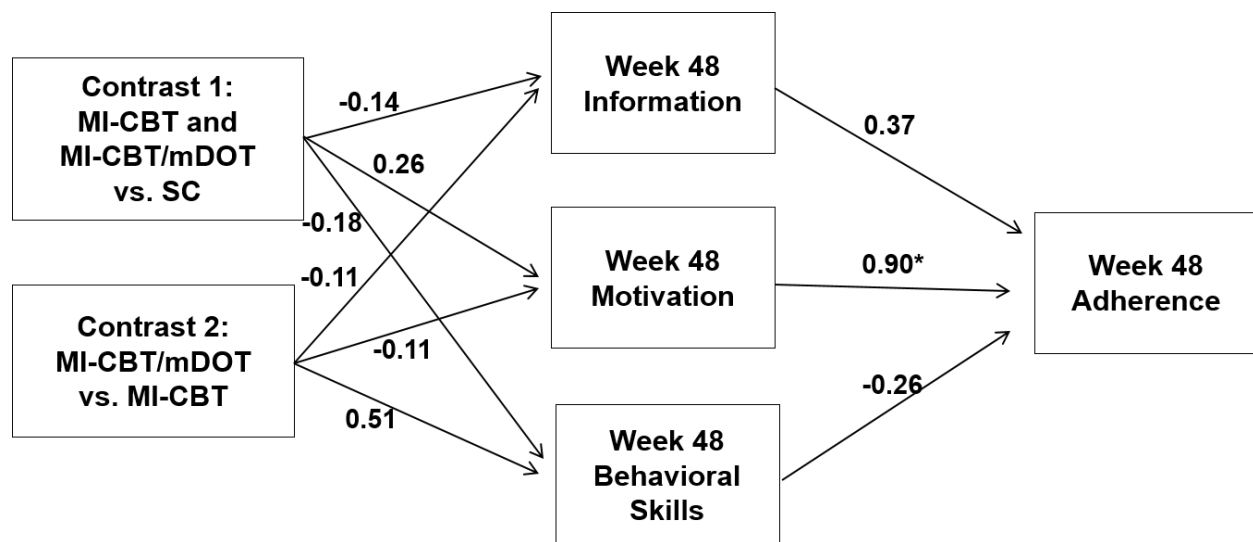 Contrast 1:
MI-CBT and
MI-CBT/mDOT
vs. SC
Contrast 2:
MI-CBT/mDOT
vs. MI-CBT
-0.14
0.26
-0.18
-0.11
-0.11
0.51
Week 48
Information
Week 48
Motivation
Week 48
Behavioral
Skills
0.37
0.90*
-0.26
Week 48
Adherence